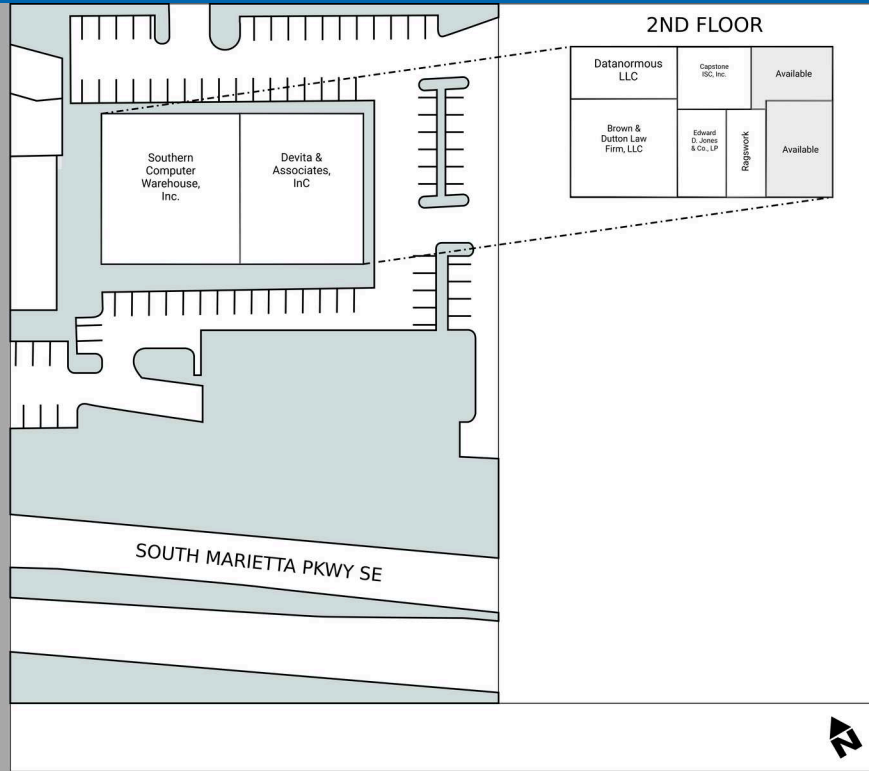 2ND FLOOR
Datanormous
LLC
Capstone
ISC, Inc.
Available
Brown &
Dutton Law
Firm, LLC
Edward
D. Jones
& Co., LP
Ragswork
Available
Southern
Computer
Warehouse,
Inc.
Devita &
Associates,
InC
SOUTH MARIETTA PKWY SE
N